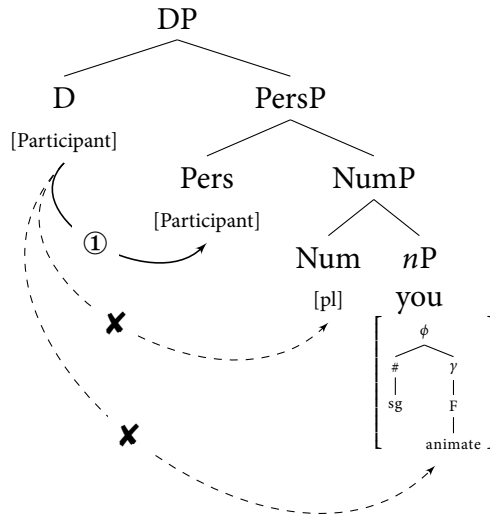 DP
D PersP
[Participant]
Pers NumP
[Participant]
① Num nP
[pl] you
✘ ϕ
# γ
sg F
✘ animate